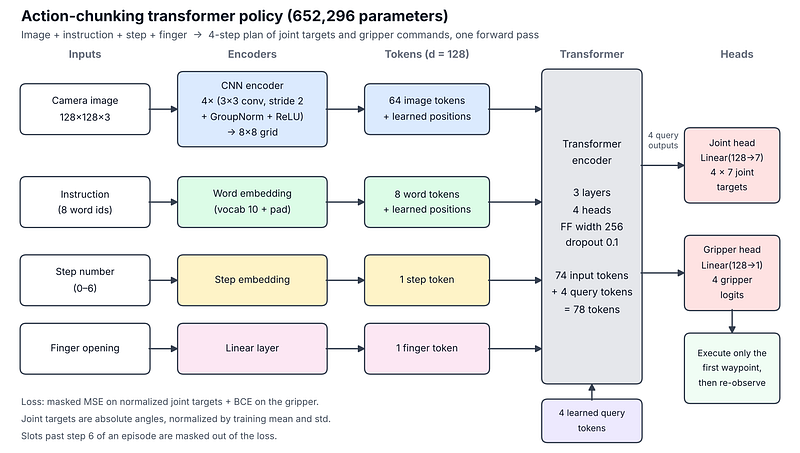 Action-chunking transformer policy (652,296 parameters)
Image + instruction + step + finger → 4-step plan of joint targets and gripper commands, one forward pass
Inputs
Encoders
Tokens (d = 128)
Transformer
Heads
Camera image
128×128×3
CNN encoder
4× (3×3 conv, stride 2
+ GroupNorm + ReLU)
→ 8×8 grid
64 image tokens
+ learned positions
Instruction
(8 word ids)
Word embedding
(vocab 10 + pad)
8 word tokens
+ learned positions
Step number
(0–6)
Step embedding
1 step token
Finger opening
Linear layer
1 finger token
Transformer
encoder
3 layers
4 heads
FF width 256
dropout 0.1
74 input tokens
+ 4 query tokens
= 78 tokens
4 learned query
tokens
4 query
outputs
Joint head
Linear(128→7)
4 × 7 joint
targets
Gripper head
Linear(128→1)
4 gripper
logits
Execute only the
first waypoint,
then re-observe
Loss: masked MSE on normalized joint targets + BCE on the gripper.
Joint targets are absolute angles, normalized by training mean and std.
Slots past step 6 of an episode are masked out of the loss.